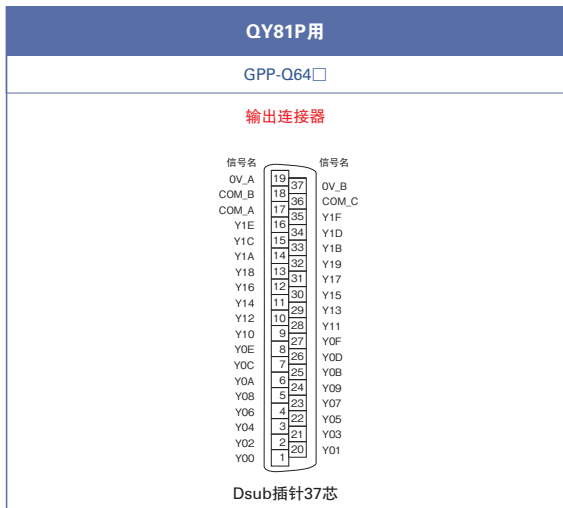 QY81P用
GPP-Q64□
输出连接器
信号名 信号名
0V_A 19 37 0V_B
COM_B 18 36 COM_C
COM_A 17 35 Y1F
Y1E 16 34 Y1D
Y1C 15 33 Y1B
Y1A 14 32 Y19
Y18 13 31 Y17
Y16 12 30 Y15
Y14 11 29 Y13
Y12 10 28 Y11
Y10 9 27 Y0F
Y0E 8 26 Y0D
Y0C 7 25 Y0B
Y0A 6 24 Y09
Y08 5 23 Y07
Y06 4 22 Y05
Y04 3 21 Y03
Y02 2 20 Y01
Y00 1
Dsub插针37芯